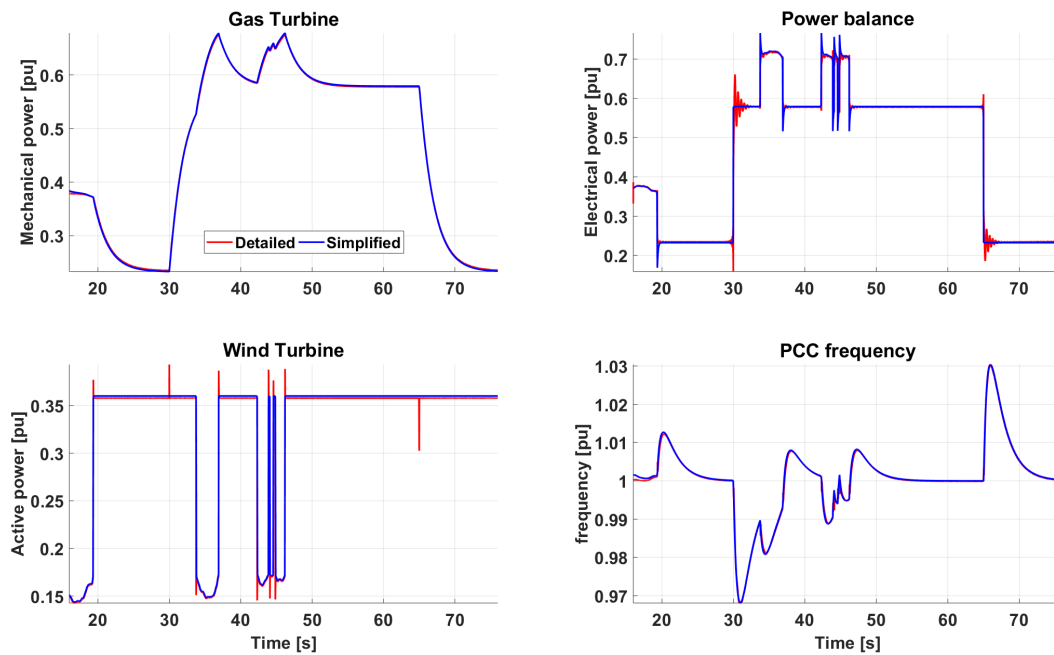 Gas Turbine
Mechanical power [pu]
0.6
0.5
0.4
0.3
Detailed
Simplified
20 30 40 50 60 70
Power balance
Electrical power [pu]
0.7
0.6
0.5
0.4
0.3
0.2
20 30 40 50 60 70
Wind Turbine
Active power [pu]
0.35
0.3
0.25
0.2
0.15
20 30 40 50 60 70
Time [s]
PCC frequency
frequency [pu]
1.03
1.02
1.01
1
0.99
0.98
0.97
20 30 40 50 60 70
Time [s]